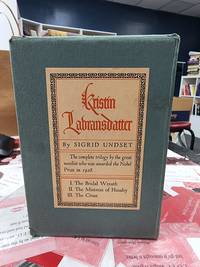 Kristin
Labransdatter
By SIGRID UNDSET
The complete trilogy by the great
novelist who was awarded the Nobel
Prize in 1928
I. The Bridal Wreath
II. The Mistress of Husaby
III. The Cross